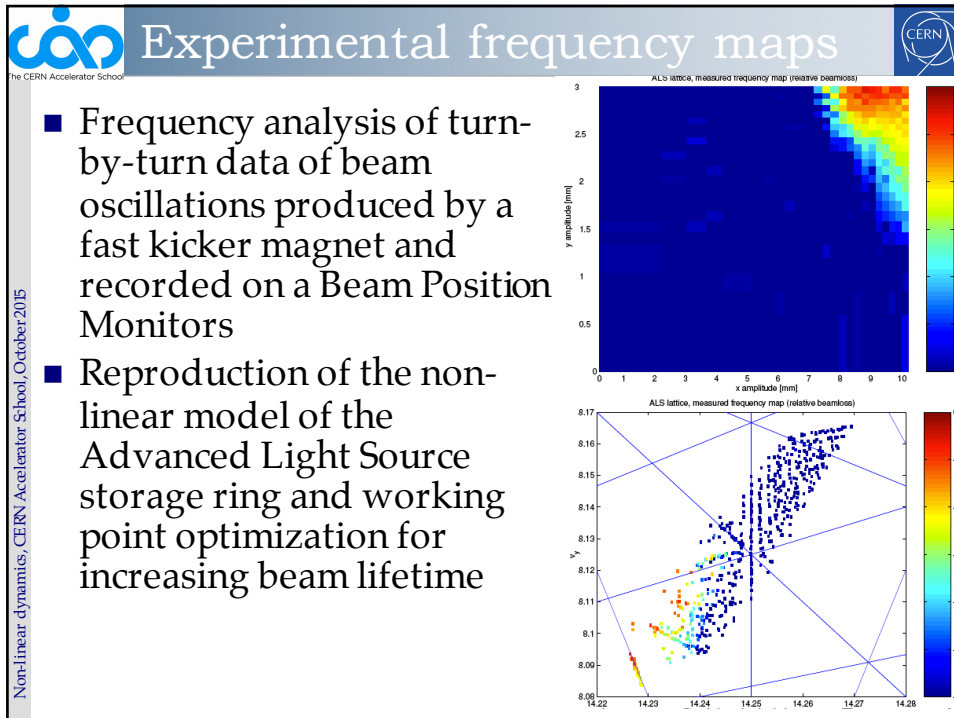 The CERN Accelerator School
Experimental frequency maps
CERN
Non-linear dynamics, CERN Accelerator School, October 2015
■ Frequency analysis of turn-
by-turn data of beam
oscillations produced by a
fast kicker magnet and
recorded on a Beam Position
Monitors
■ Reproduction of the non-
linear model of the
Advanced Light Source
storage ring and working
point optimization for
increasing beam lifetime
ALS lattice, measured frequency map (relative beamloss)
y amplitude [mm]
3
2.5
2
1.5
1
0.5
0
0 1 2 3 4 5 6 7 8 9 10
x amplitude [mm]
ALS lattice, measured frequency map (relative beamloss)
8.17
8.16
8.15
8.14
8.13
8.12
8.11
8.1
8.09
8.08
14.22 14.23 14.24 14.25 14.26 14.27 14.28